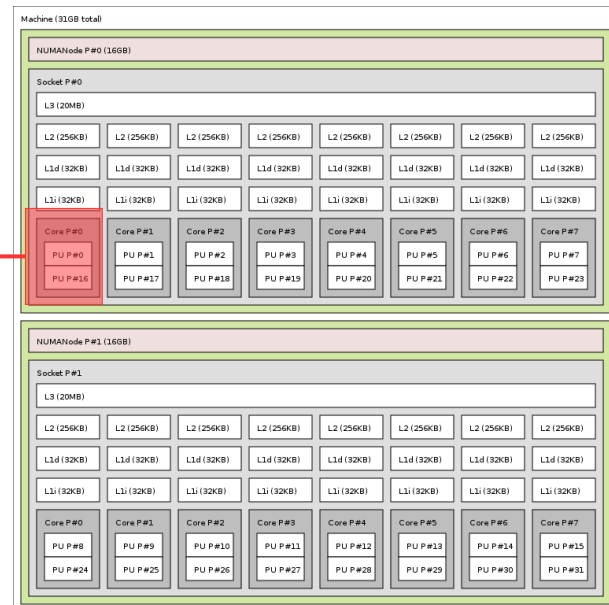 Machine (31GB total)
NUMANode P#0 (16GB)
Socket P#0
L3 (20MB)
L2 (256KB) L2 (256KB) L2 (256KB) L2 (256KB) L2 (256KB) L2 (256KB) L2 (256KB) L2 (256KB)
L1d (32KB) L1d (32KB) L1d (32KB) L1d (32KB) L1d (32KB) L1d (32KB) L1d (32KB) L1d (32KB)
L1i (32KB) L1i (32KB) L1i (32KB) L1i (32KB) L1i (32KB) L1i (32KB) L1i (32KB) L1i (32KB)
Core P#0 Core P#1 Core P#2 Core P#3 Core P#4 Core P#5 Core P#6 Core P#7
PU P#0 PU P#1 PU P#2 PU P#3 PU P#4 PU P#5 PU P#6 PU P#7
PU P#16 PU P#17 PU P#18 PU P#19 PU P#20 PU P#21 PU P#22 PU P#23
NUMANode P#1 (16GB)
Socket P#1
L3 (20MB)
L2 (256KB) L2 (256KB) L2 (256KB) L2 (256KB) L2 (256KB) L2 (256KB) L2 (256KB) L2 (256KB)
L1d (32KB) L1d (32KB) L1d (32KB) L1d (32KB) L1d (32KB) L1d (32KB) L1d (32KB) L1d (32KB)
L1i (32KB) L1i (32KB) L1i (32KB) L1i (32KB) L1i (32KB) L1i (32KB) L1i (32KB) L1i (32KB)
Core P#0 Core P#1 Core P#2 Core P#3 Core P#4 Core P#5 Core P#6 Core P#7
PU P#8 PU P#9 PU P#10 PU P#11 PU P#12 PU P#13 PU P#14 PU P#15
PU P#24 PU P#25 PU P#26 PU P#27 PU P#28 PU P#29 PU P#30 PU P#31